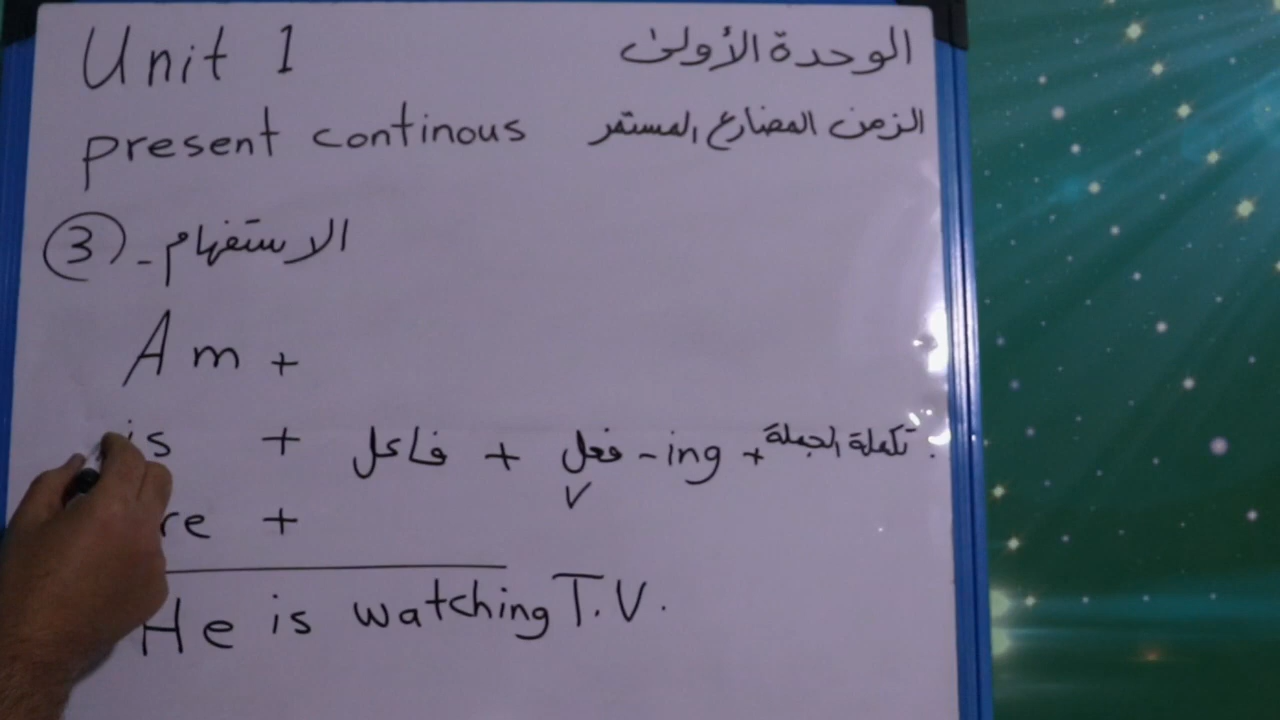 Unit 1 الوحدة الأولى
present continous الزمن المضارع المستمر
3 - الاستفهام
Am +
is + فاعل + فعل - ing + تكملة الجملة .
V
re +
He is watching T.V.